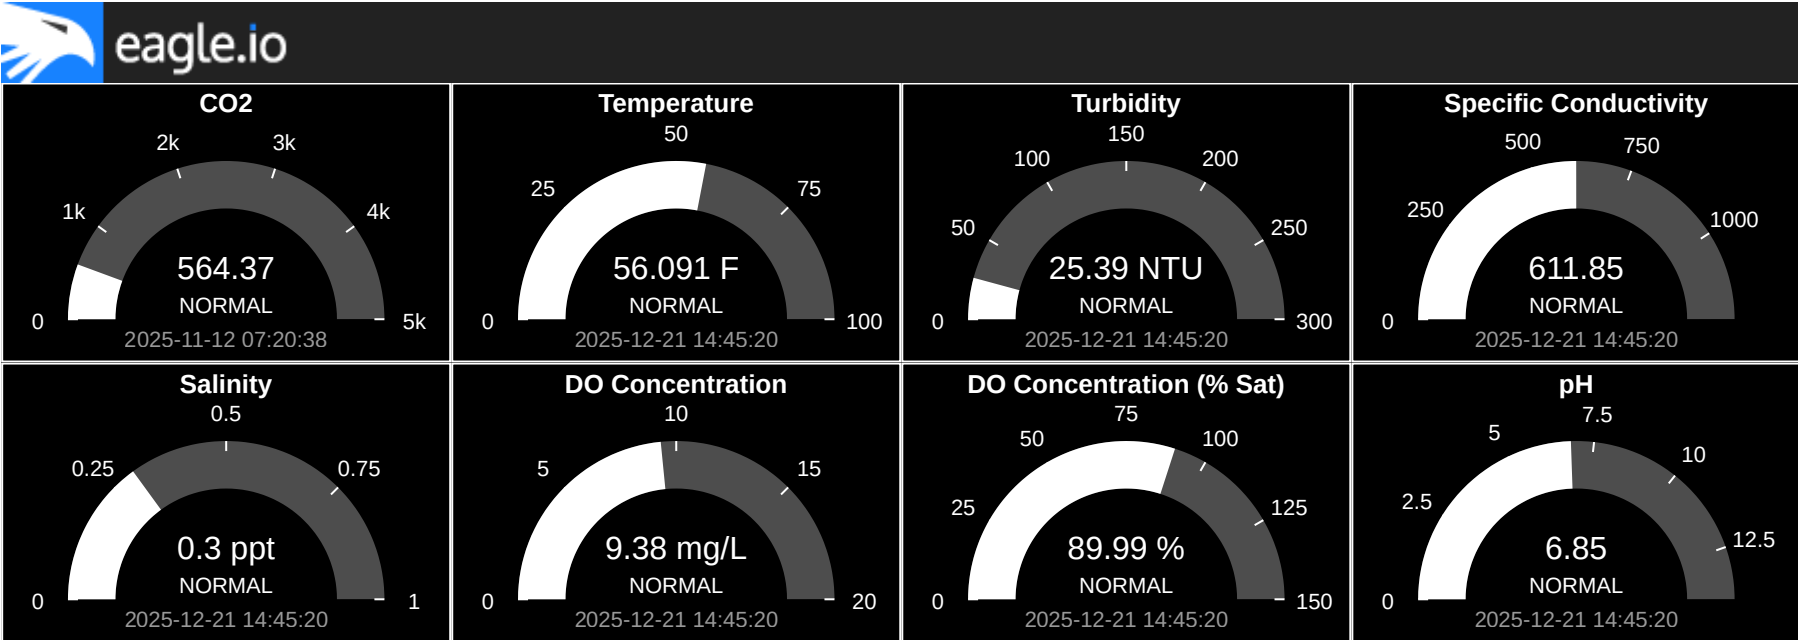 eagle.io
CO2
0
1k
2k
3k
4k
5k
564.37
NORMAL
2025-11-12 07:20:38
Temperature
0
25
50
75
100
56.091 F
NORMAL
2025-12-21 14:45:20
Turbidity
0
50
100
150
200
250
300
25.39 NTU
NORMAL
2025-12-21 14:45:20
Specific Conductivity
0
250
500
750
1000
611.85
NORMAL
2025-12-21 14:45:20
Salinity
0
0.25
0.5
0.75
1
0.3 ppt
NORMAL
2025-12-21 14:45:20
DO Concentration
0
5
10
15
20
9.38 mg/L
NORMAL
2025-12-21 14:45:20
DO Concentration (% Sat)
0
25
50
75
100
125
150
89.99 %
NORMAL
2025-12-21 14:45:20
pH
0
2.5
5
7.5
10
12.5
6.85
NORMAL
2025-12-21 14:45:20